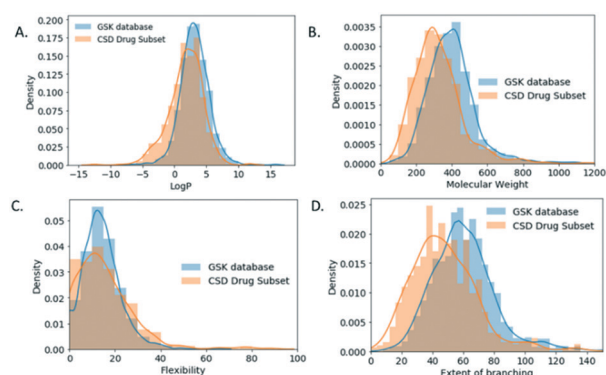 A.
0.200
0.175
0.150
0.125
0.100
0.075
0.050
0.025
0.000
Density
GSK database
CSD Drug Subset
-15 -10 -5 0 5 10 15
LogP
B.
0.0035
0.0030
0.0025
0.0020
0.0015
0.0010
0.0005
0.0000
Density
GSK database
CSD Drug Subset
0 200 400 600 800 1000 1200
Molecular Weight
C.
0.05
0.04
0.03
0.02
0.01
0.00
Density
GSK database
CSD Drug Subset
0 20 40 60 80 100
Flexibility
D.
0.025
0.020
0.015
0.010
0.005
0.000
Density
GSK database
CSD Drug Subset
0 20 40 60 80 100 120 140
Extent of branching